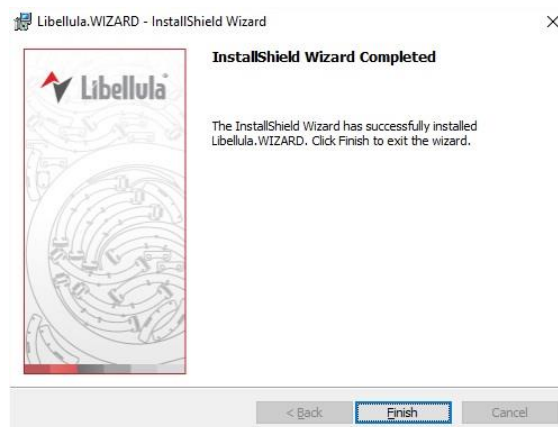 Libellula.WIZARD - InstallShield Wizard
Libellula
InstallShield Wizard Completed
The InstallShield Wizard has successfully installed
Libellula.WIZARD. Click Finish to exit the wizard.
< Back
Finish
Cancel